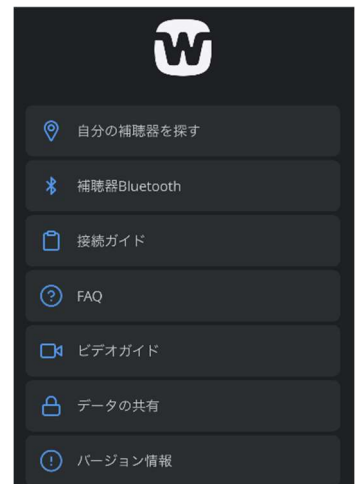 W
自分の補聴器を探す
補聴器Bluetooth
接続ガイド
FAQ
ビデオガイド
データの共有
バージョン情報